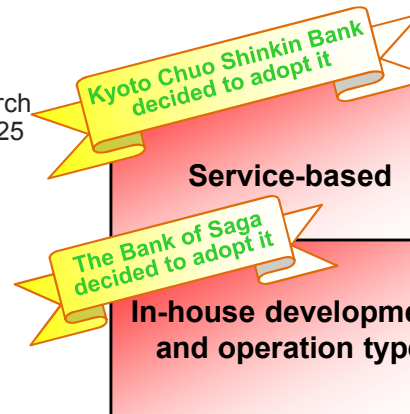 Kyoto Chuo Shinkin Bank
decided to adopt it
rch
25
Service-based
The Bank of Saga
decided to adopt it
In-house developme
and operation type